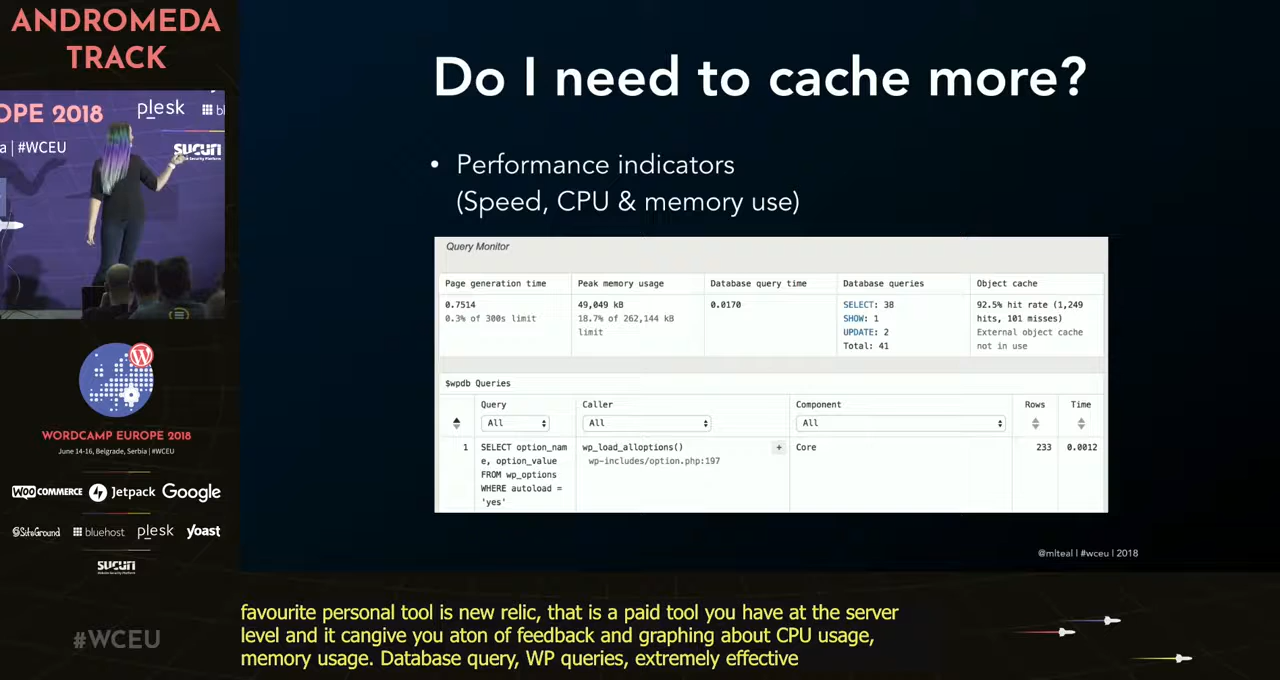 ANDROMEDA
TRACK
OPE 2018
plesk
a | #WCEU
sucuri
WORDCAMP EUROPE 2018
June 14-16, Belgrade, Serbia | #WCEU
WOO COMMERCE
Jetpack
Google
SiteGround
bluehost
plesk
yoast
sucuri
#WCEU
Do I need to cache more?
• Performance indicators
(Speed, CPU & memory use)
Query Monitor
Page generation time
Peak memory usage
Database query time
Database queries
Object cache
0.7514
0.3% of 300s limit
49,049 kB
18.7% of 262,144 kB
limit
0.0170
SELECT: 38
SHOW: 1
UPDATE: 2
Total: 41
92.5% hit rate (1,249
hits, 101 misses)
External object cache
not in use
$wpdb Queries
Query
Caller
Component
Rows
Time
All
All
All
1
SELECT option_nam
e, option_value
FROM wp_options
WHERE autoload =
'yes'
wp_load_alloptions()
wp-includes/option.php:197
+
Core
233
0.0012
@mlteal | #wceu | 2018
favourite personal tool is new relic, that is a paid tool you have at the server
level and it cangive you aton of feedback and graphing about CPU usage,
memory usage. Database query, WP queries, extremely effective